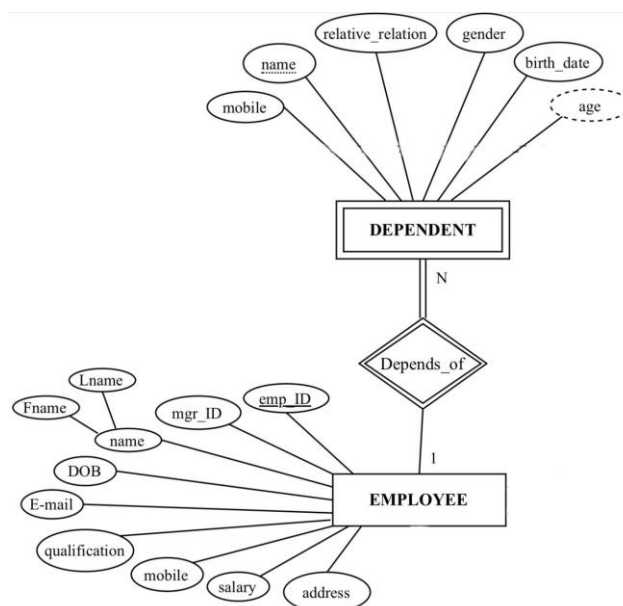 relative_relation
gender
name
birth_date
mobile
age
DEPENDENT
N
Depends_of
Lname
Fname
mgr_ID
emp_ID
name
1
DOB
EMPLOYEE
E-mail
qualification
mobile
salary
address